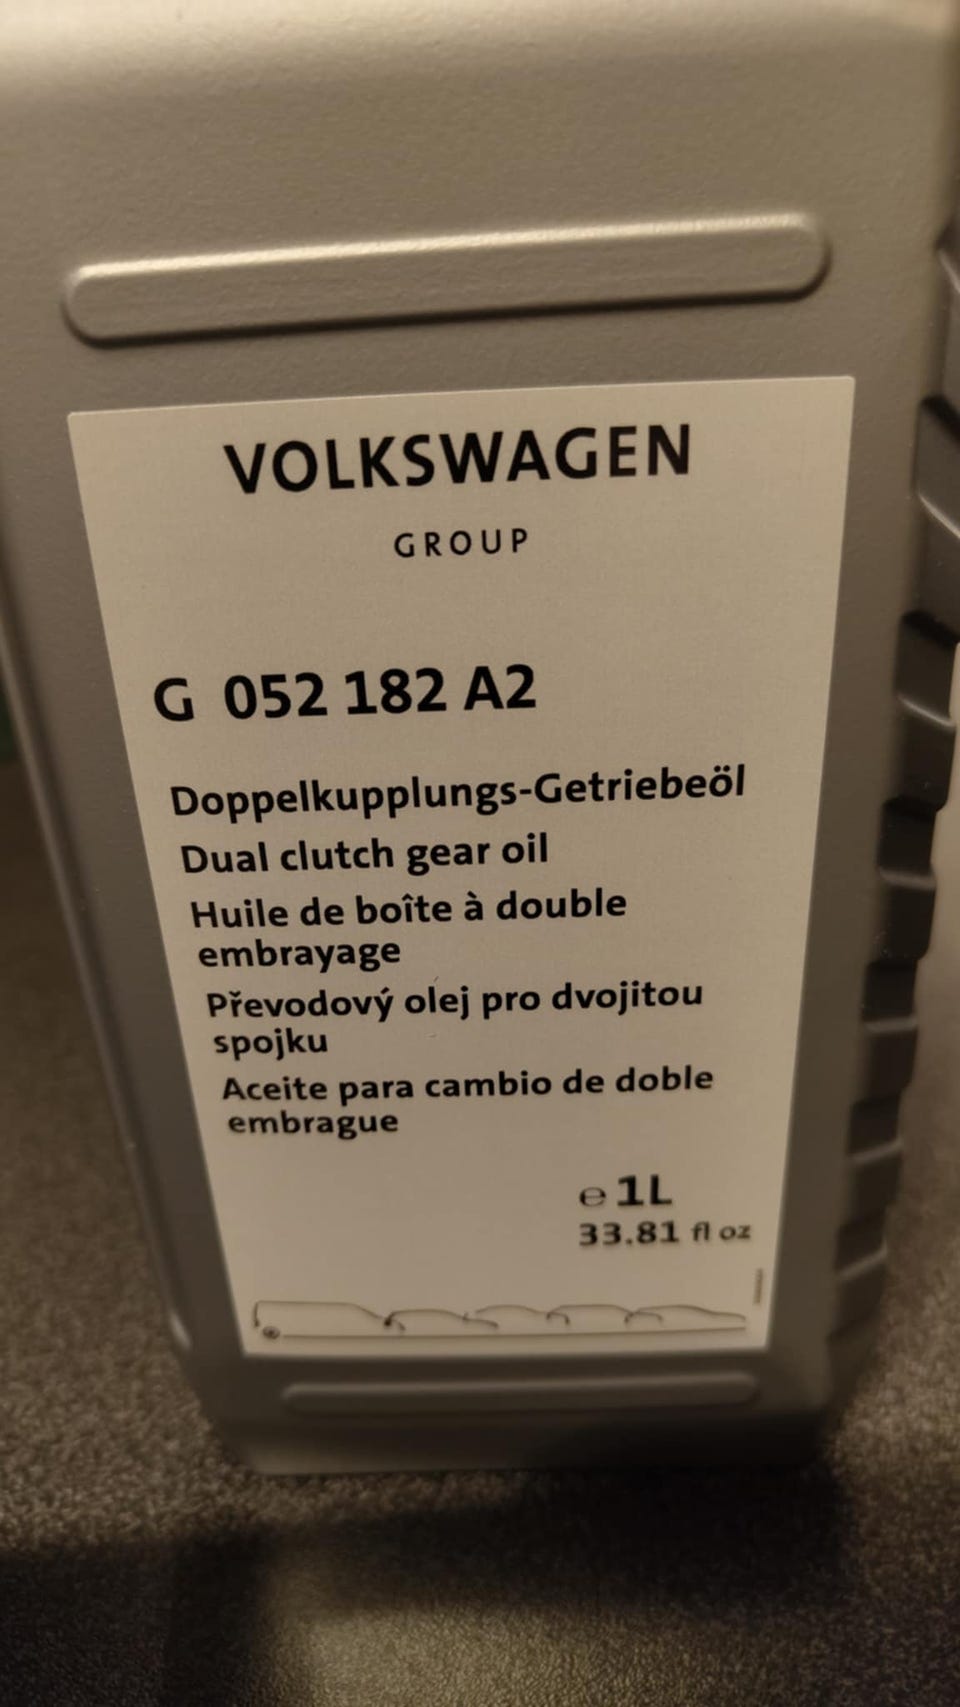 VOLKSWAGEN
GROUP
G 052 182 A2
Doppelkupplungs-Getriebeöl
Dual clutch gear oil
Huile de boîte à double
embrayage
Převodový olej pro dvojitou
spojku
Aceite para cambio de doble
embrague
℮ 1L
33.81 fl oz